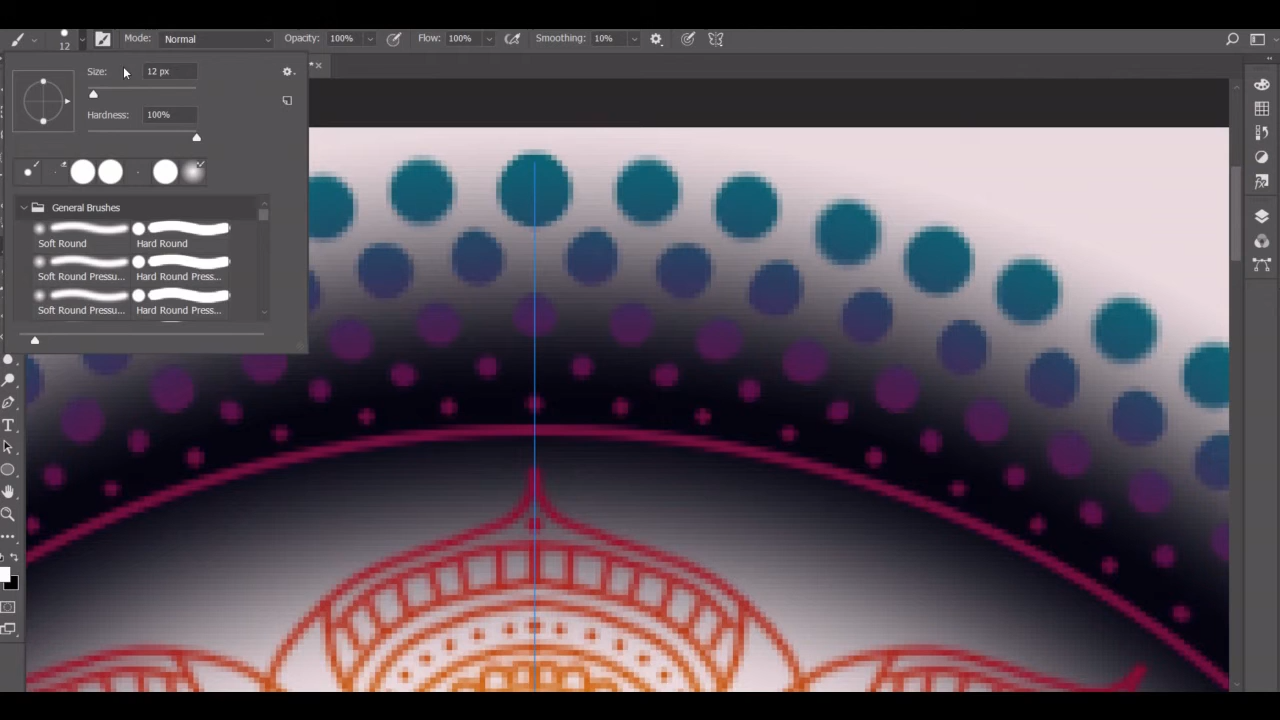 12 Mode: Normal Opacity: 100% Flow: 100% Smoothing: 10%
Size: 12 px
Hardness: 100%
General Brushes
Soft Round Hard Round
Soft Round Pressu... Hard Round Press...
Soft Round Pressu... Hard Round Press...